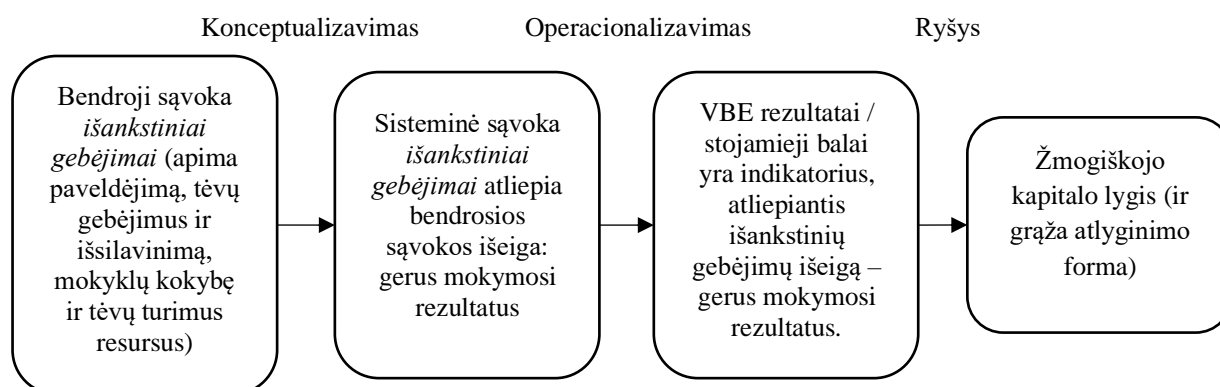 Konceptualizavimas
Operacionalizavimas
Ryšys
Bendroji sąvoka
išankstiniai
gebėjimai (apima
paveldėjimą, tėvų
gebėjimus ir
išsilavinimą,
mokyklų kokybę
ir tėvų turimus
resursus)
Sisteminė sąvoka
išankstiniai
gebėjimai atliepia
bendrosios
sąvokos išeiga:
gerus mokymosi
rezultatus
VBE rezultatai /
stojamieji balai
yra indikatorius,
atliepiantis
išankstinių
gebėjimų išeigą –
gerus mokymosi
rezultatus.
Žmogiškojo
kapitalo lygis (ir
grąža atlyginimo
forma)